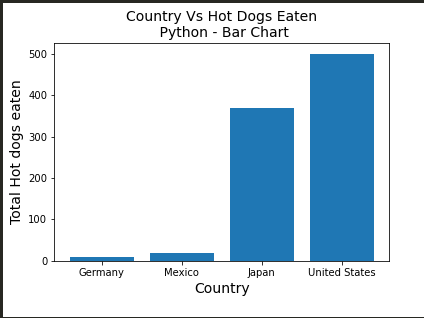 Country Vs Hot Dogs Eaten
Python - Bar Chart
Total Hot dogs eaten
500
400
300
200
100
0
Germany Mexico Japan United States
Country